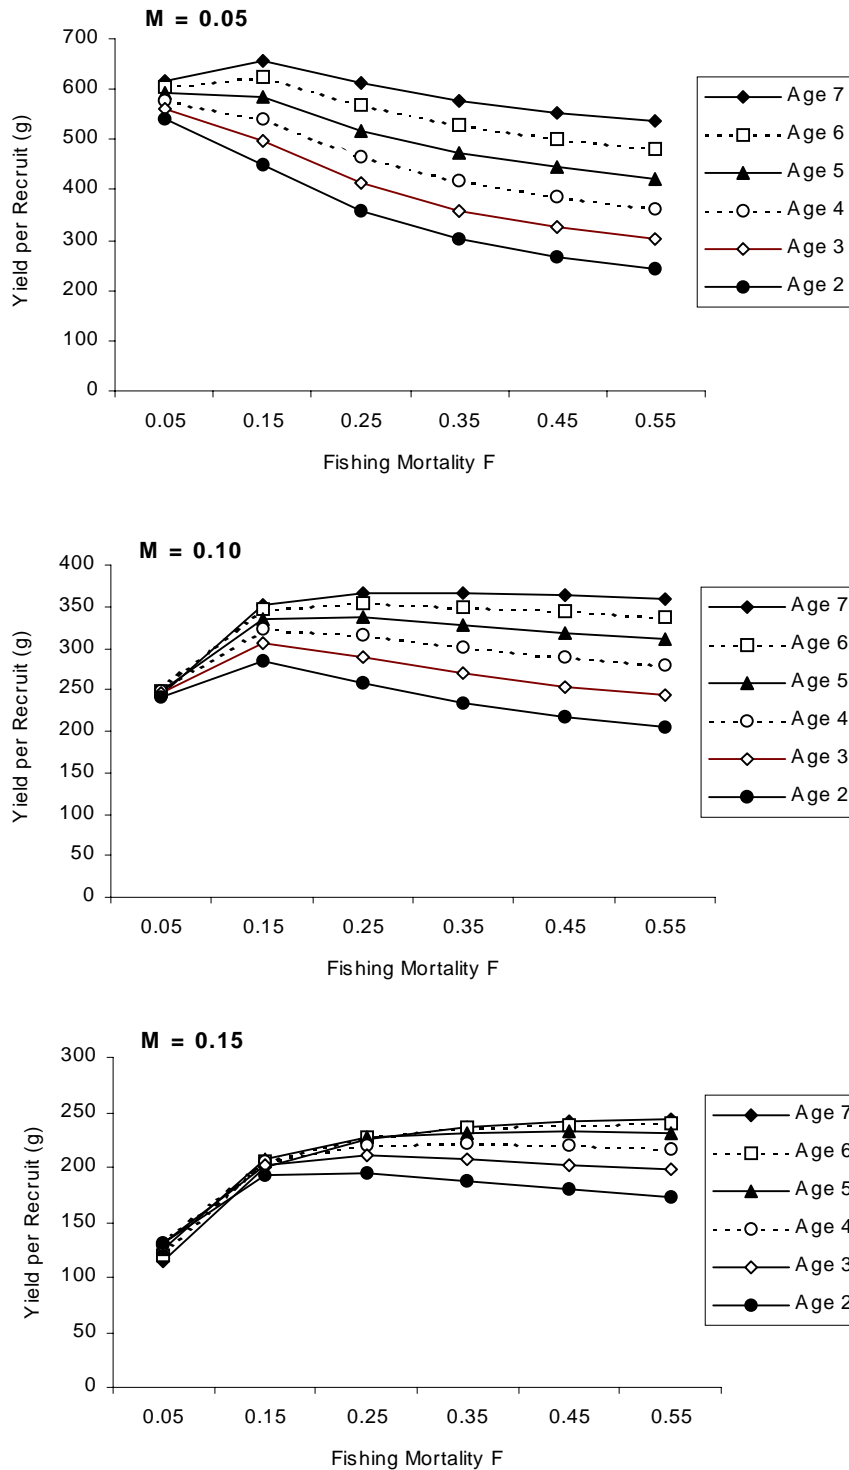 M = 0.05
700
600
500
400
300
200
100
0
Yield per Recruit (g)
0.05 0.15 0.25 0.35 0.45 0.55
Fishing Mortality F
Age 7
Age 6
Age 5
Age 4
Age 3
Age 2
M = 0.10
400
350
300
250
200
150
100
50
0
Yield per Recruit (g)
0.05 0.15 0.25 0.35 0.45 0.55
Fishing Mortality F
Age 7
Age 6
Age 5
Age 4
Age 3
Age 2
M = 0.15
300
250
200
150
100
50
0
Yield per Recruit (g)
0.05 0.15 0.25 0.35 0.45 0.55
Fishing Mortality F
Age 7
Age 6
Age 5
Age 4
Age 3
Age 2